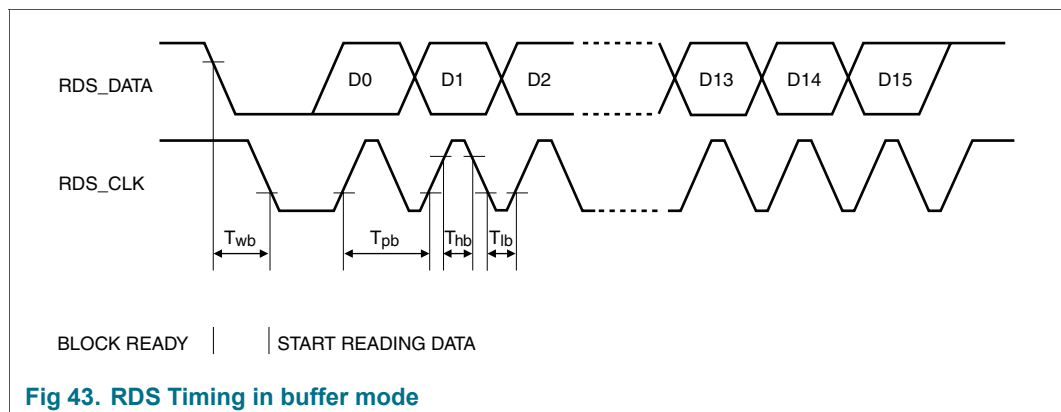 RDS_DATA D0 D1 D2 D13 D14 D15
RDS_CLK
Twb Tpb Thb Tlb
BLOCK READY START READING DATA
Fig 43. RDS Timing in buffer mode